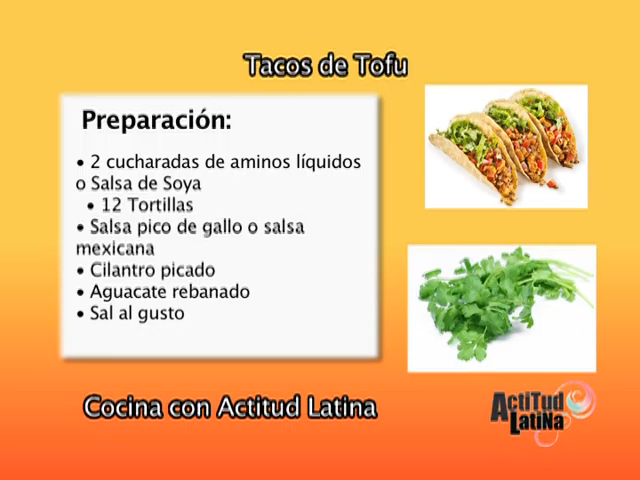 Tacos de Tofu
Preparación:
• 2 cucharadas de aminos líquidos
o Salsa de Soya
• 12 Tortillas
• Salsa pico de gallo o salsa
mexicana
• Cilantro picado
• Aguacate rebanado
• Sal al gusto
Cocina con Actitud Latina
ActiTud
LatiNa